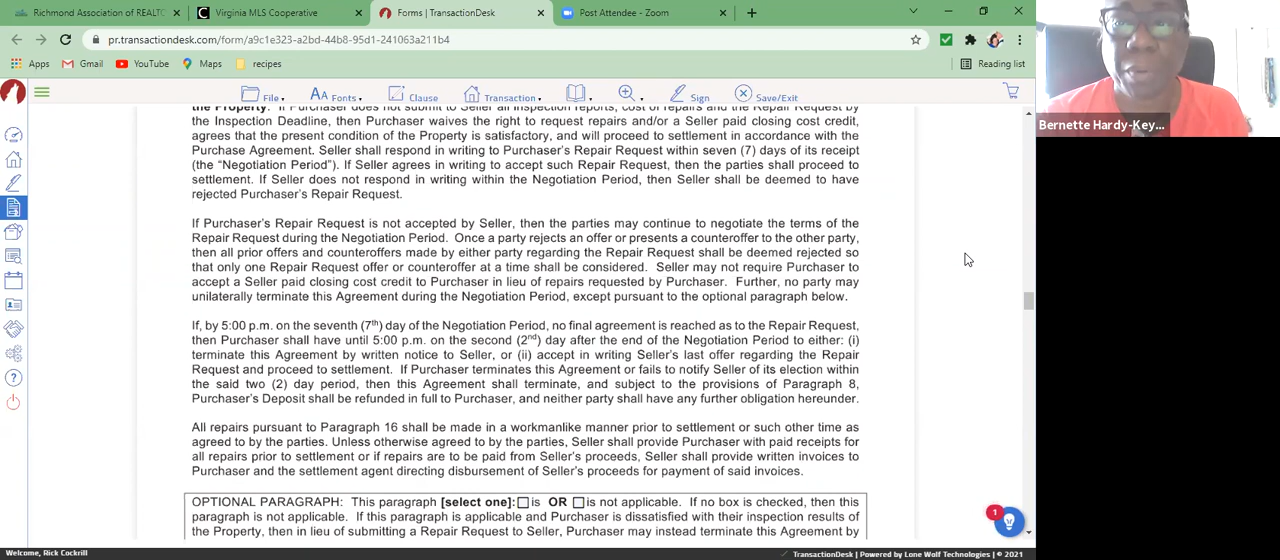 Richmond Association of REALTO
Virginia MLS Cooperative
Forms | TransactionDesk
Post Attendee - Zoom
pr.transactiondesk.com/form/a9c1e323-a2bd-44b8-95d1-241063a211b4
Apps
Gmail
YouTube
Maps
recipes
Reading list
Bernette Hardy-Key...
File
Fonts
Clause
Transaction
Sign
Save/Exit
the Property. If Purchaser does not submit to Seller all inspection reports, cost of repairs and the Repair Request by
the Inspection Deadline, then Purchaser waives the right to request repairs and/or a Seller paid closing cost credit,
agrees that the present condition of the Property is satisfactory, and will proceed to settlement in accordance with the
Purchase Agreement. Seller shall respond in writing to Purchaser's Repair Request within seven (7) days of its receipt
(the "Negotiation Period"). If Seller agrees in writing to accept such Repair Request, then the parties shall proceed to
settlement. If Seller does not respond in writing within the Negotiation Period, then Seller shall be deemed to have
rejected Purchaser's Repair Request.
If Purchaser's Repair Request is not accepted by Seller, then the parties may continue to negotiate the terms of the
Repair Request during the Negotiation Period. Once a party rejects an offer or presents a counteroffer to the other party,
then all prior offers and counteroffers made by either party regarding the Repair Request shall be deemed rejected so
that only one Repair Request offer or counteroffer at a time shall be considered. Seller may not require Purchaser to
accept a Seller paid closing cost credit to Purchaser in lieu of repairs requested by Purchaser. Further, no party may
unilaterally terminate this Agreement during the Negotiation Period, except pursuant to the optional paragraph below.
If, by 5:00 p.m. on the seventh (7th) day of the Negotiation Period, no final agreement is reached as to the Repair Request,
then Purchaser shall have until 5:00 p.m. on the second (2nd) day after the end of the Negotiation Period to either: (i)
terminate this Agreement by written notice to Seller, or (ii) accept in writing Seller's last offer regarding the Repair
Request and proceed to settlement. If Purchaser terminates this Agreement or fails to notify Seller of its election within
the said two (2) day period, then this Agreement shall terminate, and subject to the provisions of Paragraph 8,
Purchaser's Deposit shall be refunded in full to Purchaser, and neither party shall have any further obligation hereunder.
All repairs pursuant to Paragraph 16 shall be made in a workmanlike manner prior to settlement or such other time as
agreed to by the parties. Unless otherwise agreed to by the parties, Seller shall provide Purchaser with paid receipts for
all repairs prior to settlement or if repairs are to be paid from Seller's proceeds, Seller shall provide written invoices to
Purchaser and the settlement agent directing disbursement of Seller's proceeds for payment of said invoices.
OPTIONAL PARAGRAPH: This paragraph [select one]: is OR is not applicable. If no box is checked, then this
paragraph is not applicable. If this paragraph is applicable and Purchaser is dissatisfied with their inspection results of
the Property, then in lieu of submitting a Repair Request to Seller, Purchaser may instead terminate this Agreement by
1
Welcome, Rick Cockrill
TransactionDesk | Powered by Lone Wolf Technologies | © 2021